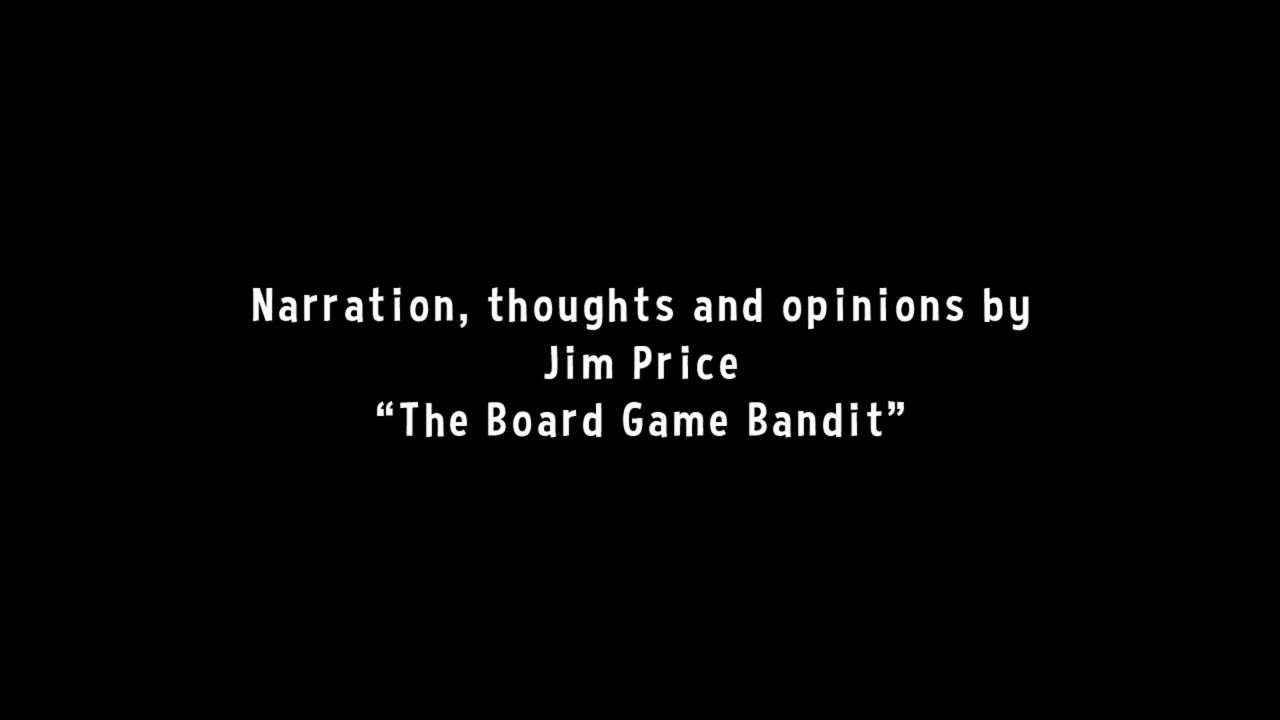 Narration, thoughts and opinions by
Jim Price
“The Board Game Bandit”